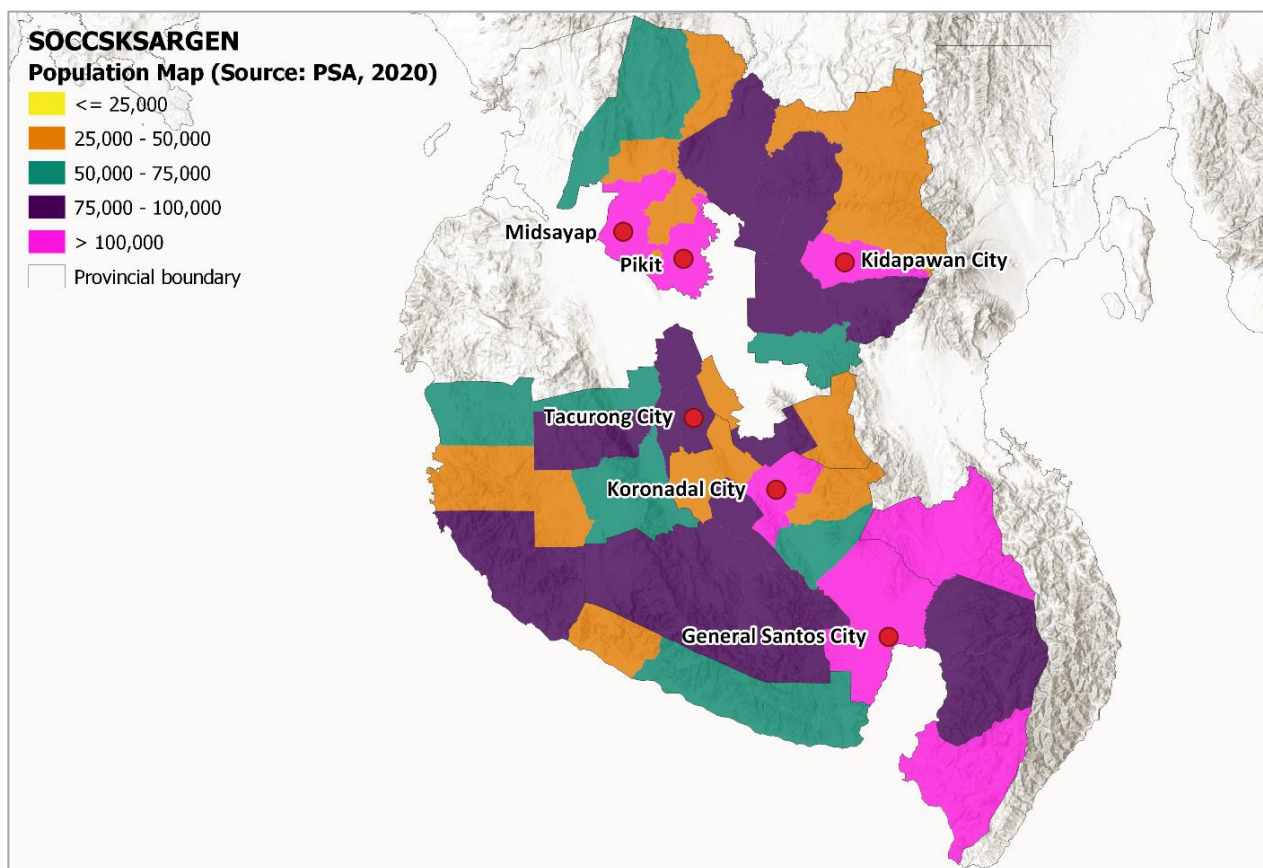 SOCCSKSARGEN
Population Map (Source: PSA, 2020)
<= 25,000
25,000 - 50,000
50,000 - 75,000
75,000 - 100,000
> 100,000
Provincial boundary
Midsayap
Pikit
Kidapawan City
Tacurong City
Koronadal City
General Santos City